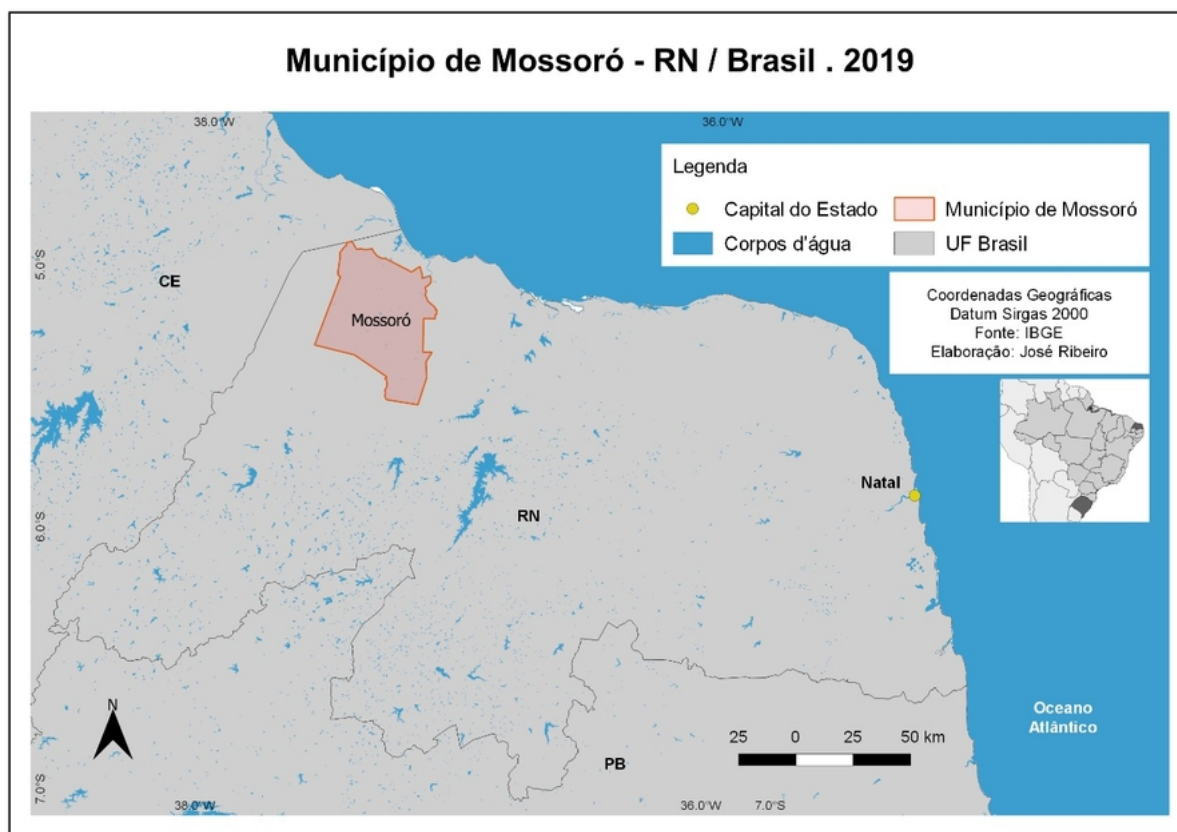 Município de Mossoró - RN / Brasil . 2019
38.0°W
36.0°W
Legenda
Capital do Estado
Município de Mossoró
Corpos d'água
UF Brasil
5.0°S
CE
Mossoró
Coordenadas Geográficas
Datum Sirgas 2000
Fonte: IBGE
Elaboração: José Ribeiro
Natal
RN
6.0°S
N
Oceano
Atlântico
25 0 25 50 km
PB
7.0°S
38.0°W
36.0°W
7.0°S